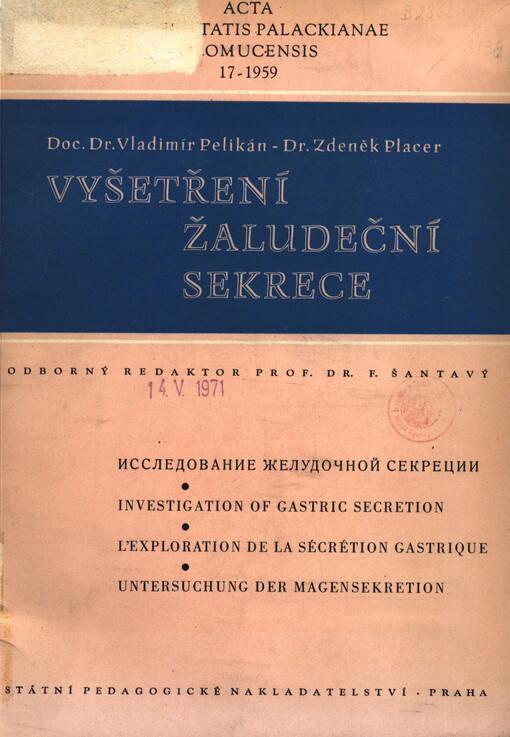 ACTA
TATIS PALACKIANAE
OMUCENSIS
17-1959
Doc. Dr. Vladimír Pelikán - Dr. Zdeněk Placer
VYŠETŘENÍ
ŽALUDEČNÍ
SEKRECE
ODBORNÝ REDAKTOR PROF. DR. F. ŠANTAVÝ
14. V. 1971
ИССЛЕДОВАНИЕ ЖЕЛУДОЧНОЙ СЕКРЕЦИИ
•
INVESTIGATION OF GASTRIC SECRETION
•
L'EXPLORATION DE LA SÉCRÉTION GASTRIQUE
•
UNTERSUCHUNG DER MAGENSEKRETION
STÁTNÍ PEDAGOGICKÉ NAKLADATELSTVÍ · PRAHA